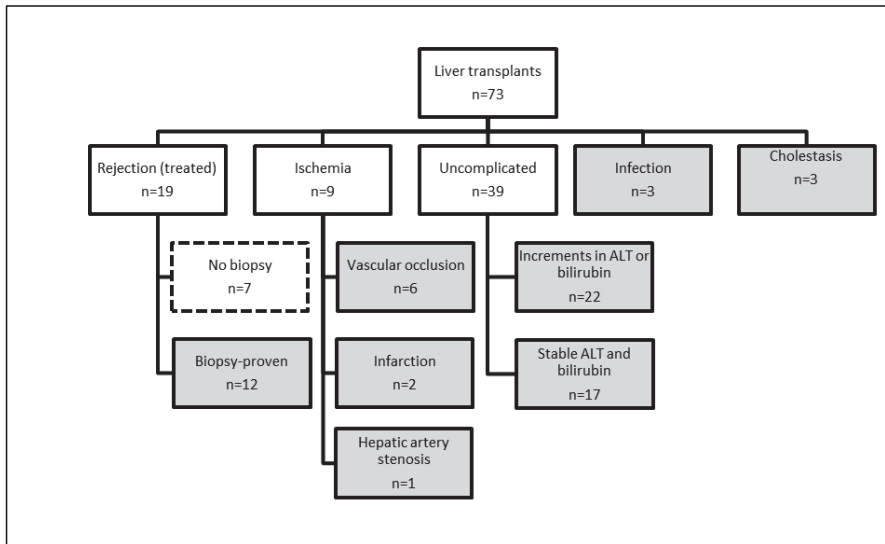 Liver transplants
n=73
Rejection (treated)
n=19
Ischemia
n=9
Uncomplicated
n=39
Infection
n=3
Cholestasis
n=3
No biopsy
n=7
Vascular occlusion
n=6
Increments in ALT or
bilirubin
n=22
Biopsy-proven
n=12
Infarction
n=2
Stable ALT and
bilirubin
n=17
Hepatic artery
stenosis
n=1